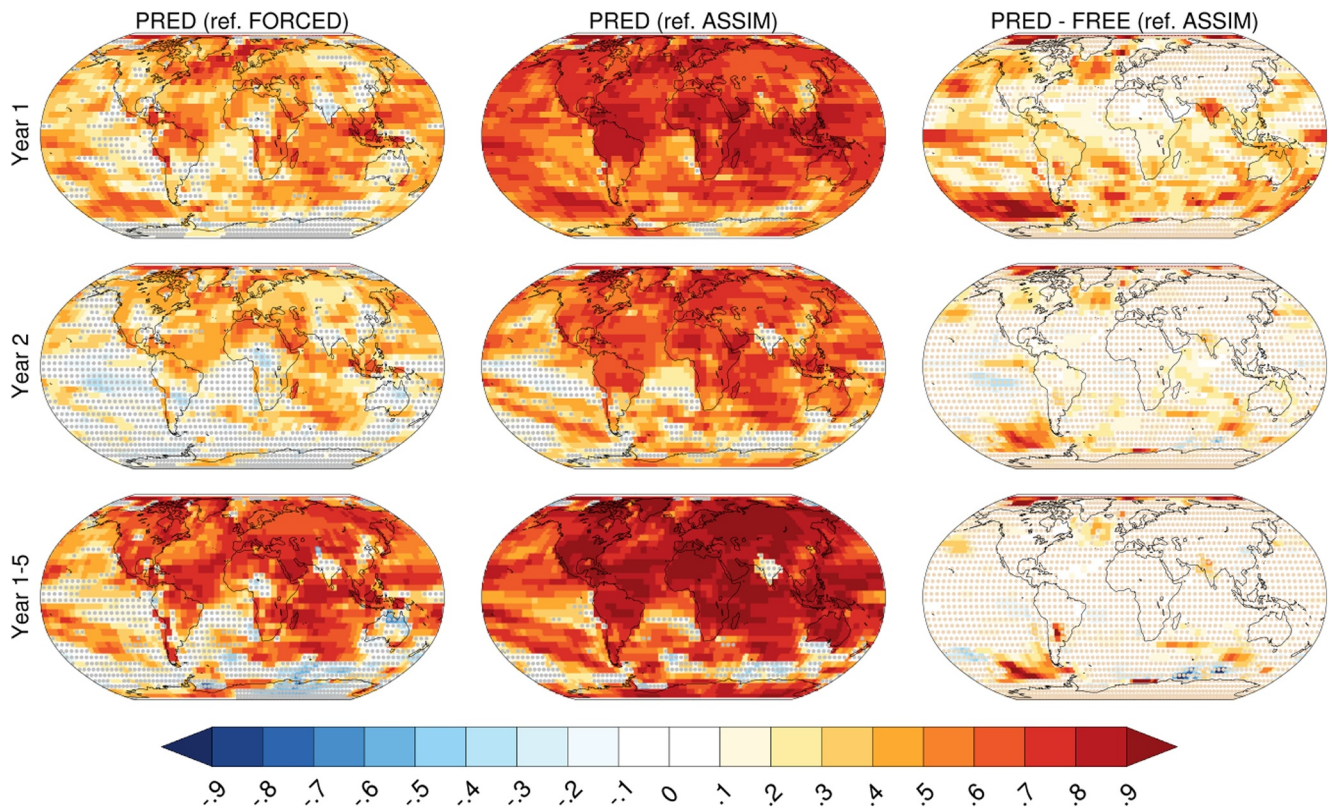 PRED (ref. FORCED) PRED (ref. ASSIM) PRED - FREE (ref. ASSIM)
Year 1
Year 2
Year 1-5
-.9 -.8 -.7 -.6 -.5 -.4 -.3 -.2 -.1 0 .1 .2 .3 .4 .5 .6 .7 .8 .9